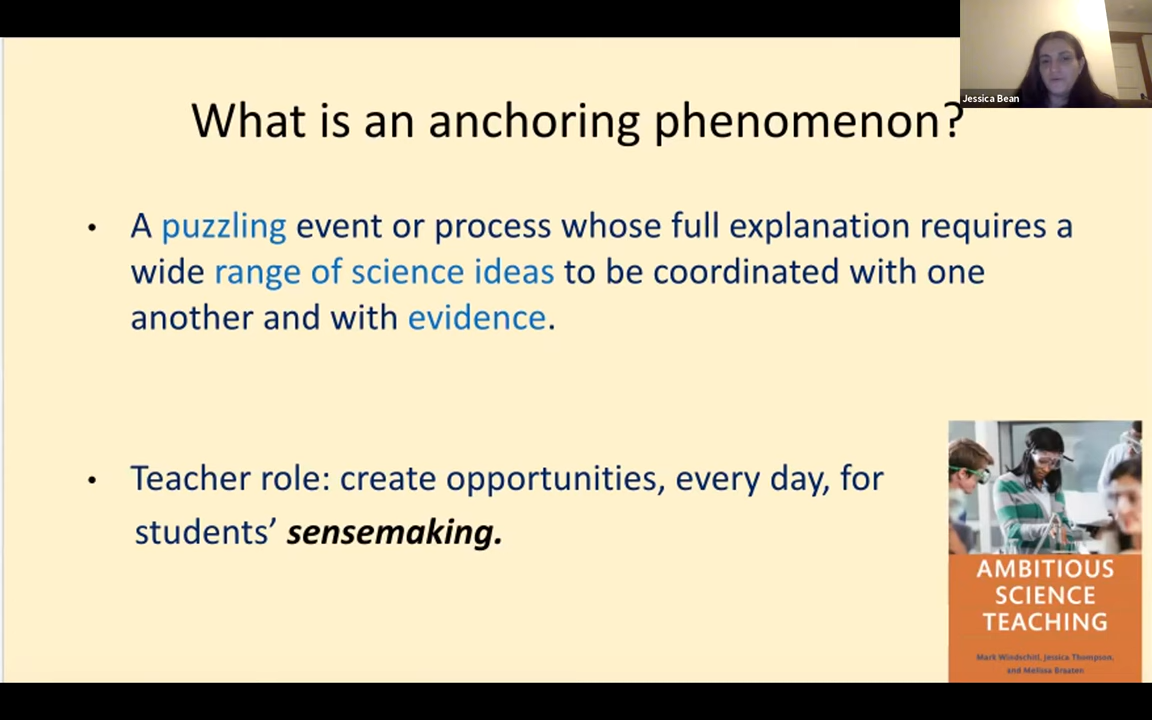 Jessica Bean
What is an anchoring phenomenon?
• A puzzling event or process whose full explanation requires a
wide range of science ideas to be coordinated with one
another and with evidence.
• Teacher role: create opportunities, every day, for
students’ sensemaking.
AMBITIOUS
SCIENCE
TEACHING
Mark Windschitl, Jessica Thompson,
and Melissa Braaten